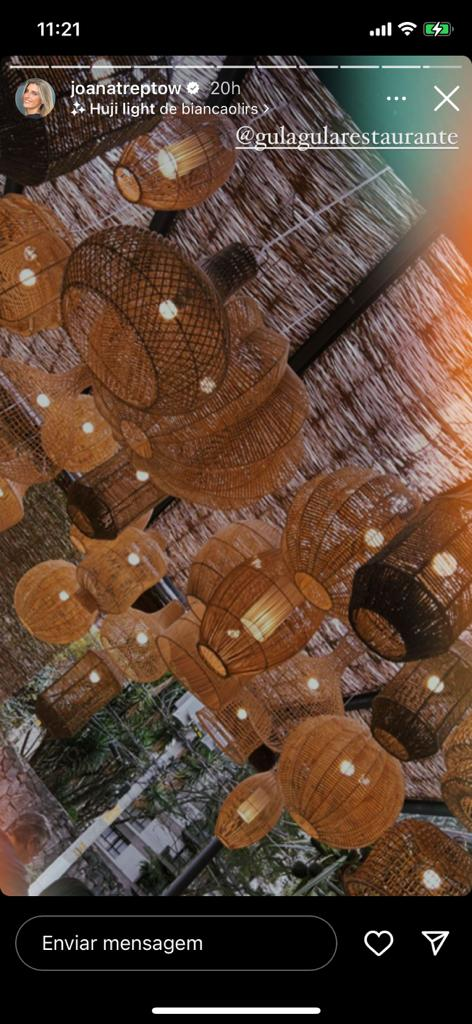 11:21
joanatreptow 20h
Huji light de biancaolirs
@gulagularestaurante
Enviar mensagem